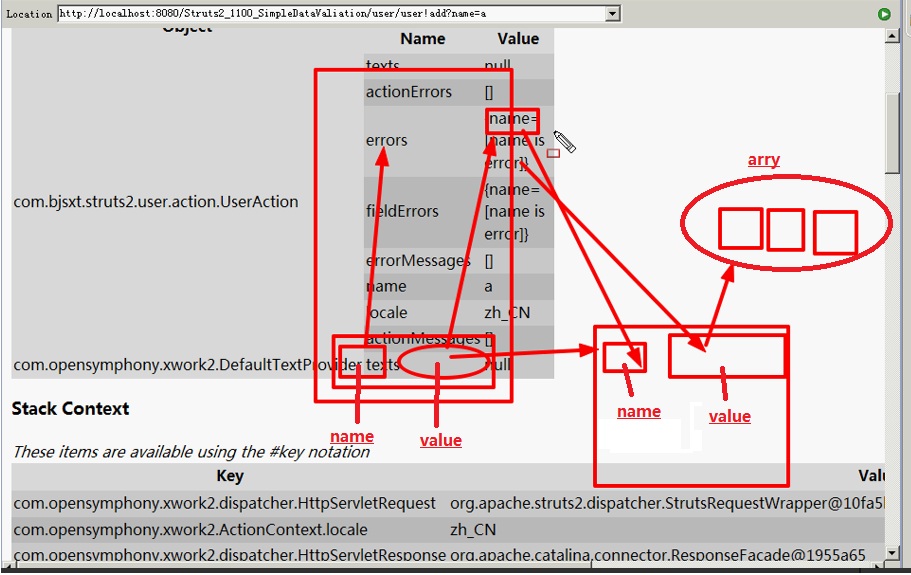 Location http://localhost:8080/Struts2_1100_SimpleDataValiation/user/user!add?name=a
Object Name Value
texts null
actionErrors []
errors {name=
[name is
error]}
com.bjsxt.struts2.user.action.UserAction
fieldErrors {name=
[name is
error]}
errorMessages []
name a
locale zh_CN
actionMessages []
com.opensymphony.xwork2.DefaultTextProvider texts null
arry
name
value
name
value
Stack Context
These items are available using the #key notation
Key Valu
com.opensymphony.xwork2.dispatcher.HttpServletRequest org.apache.struts2.dispatcher.StrutsRequestWrapper@10fa5
com.opensymphony.xwork2.ActionContext.locale zh_CN
com.opensymphony.xwork2.dispatcher.HttpServletResponse org.apache.catalina.connector.ResponseFacade@1955a65